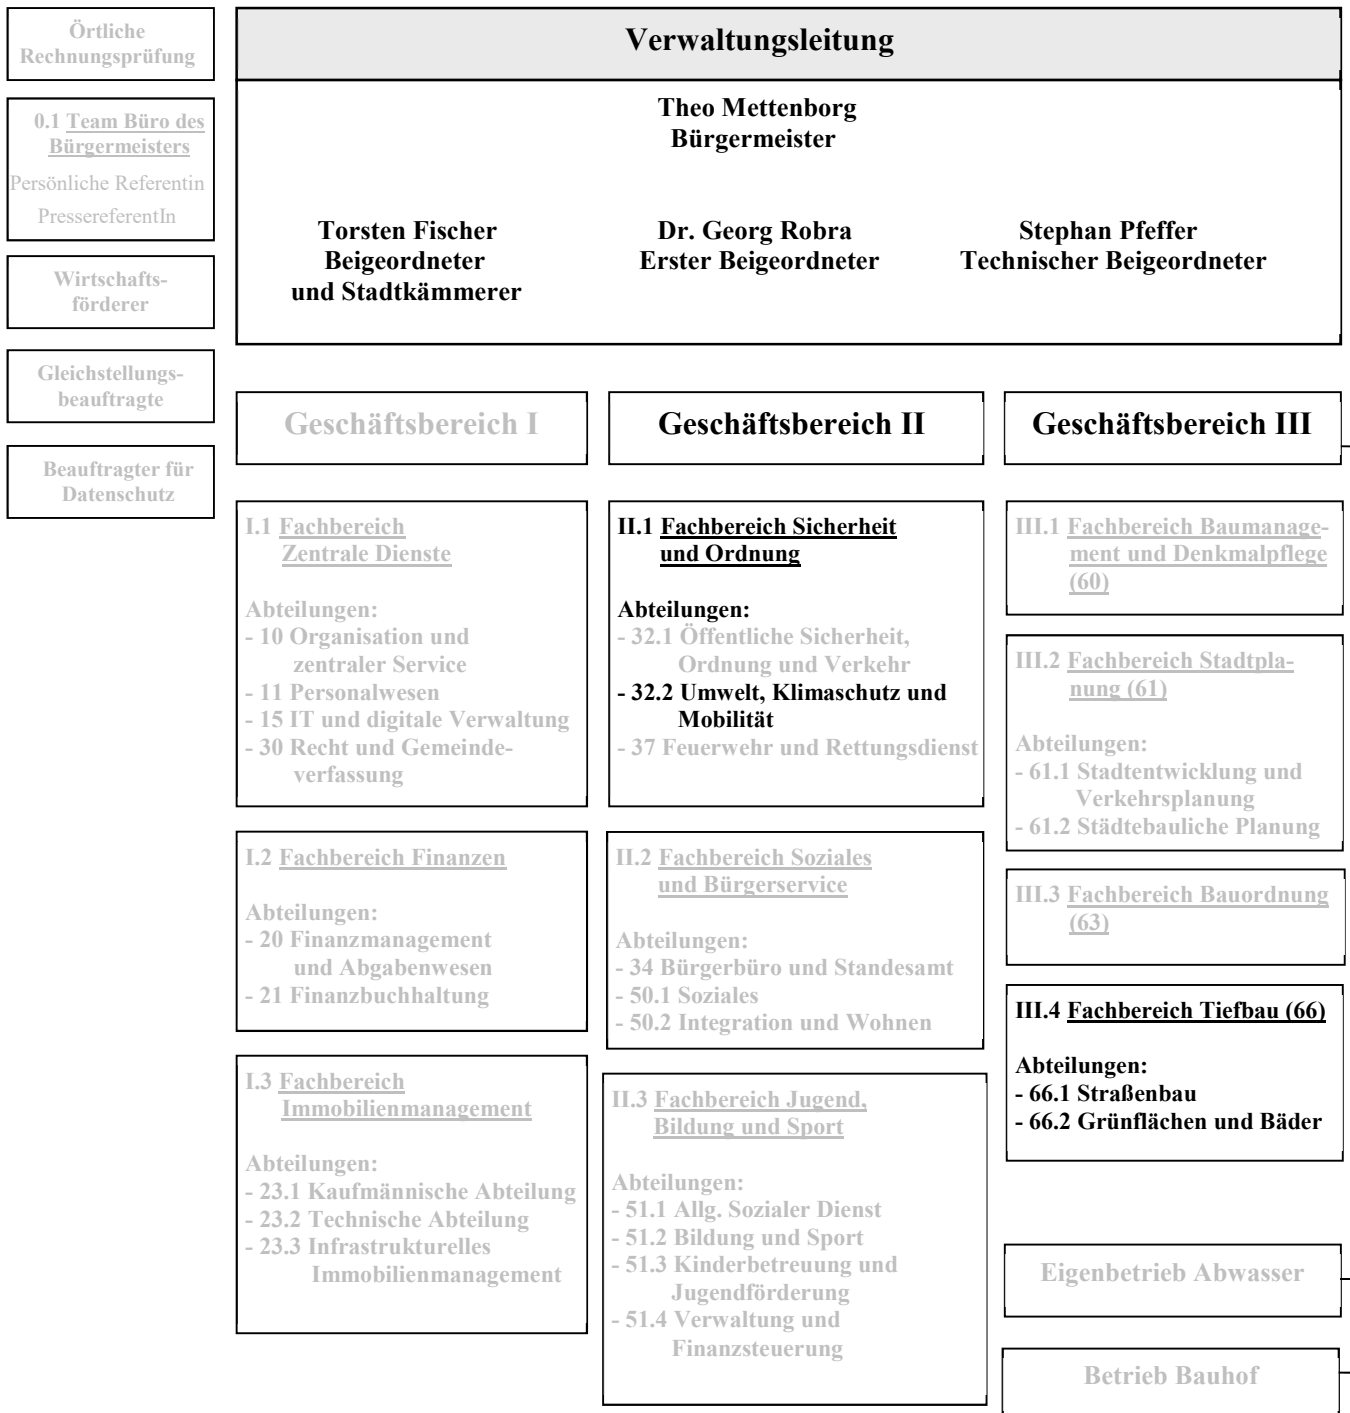 Örtliche
Rechnungsprüfung
0.1 Team Büro des
Bürgermeisters
Persönliche Referentin
PressereferentIn
Wirtschafts-
förderer
Gleichstellungs-
beauftragte
Beauftragter für
Datenschutz
Verwaltungsleitung
Theo Mettenborg
Bürgermeister
Torsten Fischer
Beigeordneter
und Stadtkämmerer
Dr. Georg Robra
Erster Beigeordneter
Stephan Pfeffer
Technischer Beigeordneter
Geschäftsbereich I
I.1 Fachbereich
Zentrale Dienste
Abteilungen:
- 10 Organisation und
zentraler Service
- 11 Personalwesen
- 15 IT und digitale Verwaltung
- 30 Recht und Gemeinde-
verfassung
I.2 Fachbereich Finanzen
Abteilungen:
- 20 Finanzmanagement
und Abgabenwesen
- 21 Finanzbuchhaltung
I.3 Fachbereich
Immobilienmanagement
Abteilungen:
- 23.1 Kaufmännische Abteilung
- 23.2 Technische Abteilung
- 23.3 Infrastrukturelles
Immobilienmanagement
Geschäftsbereich II
II.1 Fachbereich Sicherheit
und Ordnung
Abteilungen:
- 32.1 Öffentliche Sicherheit,
Ordnung und Verkehr
- 32.2 Umwelt, Klimaschutz und
Mobilität
- 37 Feuerwehr und Rettungsdienst
II.2 Fachbereich Soziales
und Bürgerservice
Abteilungen:
- 34 Bürgerbüro und Standesamt
- 50.1 Soziales
- 50.2 Integration und Wohnen
II.3 Fachbereich Jugend,
Bildung und Sport
Abteilungen:
- 51.1 Allg. Sozialer Dienst
- 51.2 Bildung und Sport
- 51.3 Kinderbetreuung und
Jugendförderung
- 51.4 Verwaltung und
Finanzsteuerung
Geschäftsbereich III
III.1 Fachbereich Baumanage-
ment und Denkmalpflege
(60)
III.2 Fachbereich Stadtpla-
nung (61)
Abteilungen:
- 61.1 Stadtentwicklung und
Verkehrsplanung
- 61.2 Städtebauliche Planung
III.3 Fachbereich Bauordnung
(63)
III.4 Fachbereich Tiefbau (66)
Abteilungen:
- 66.1 Straßenbau
- 66.2 Grünflächen und Bäder
Eigenbetrieb Abwasser
Betrieb Bauhof